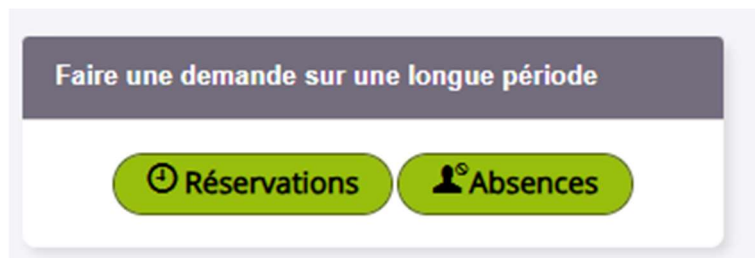 Faire une demande sur une longue période
Réservations Absences